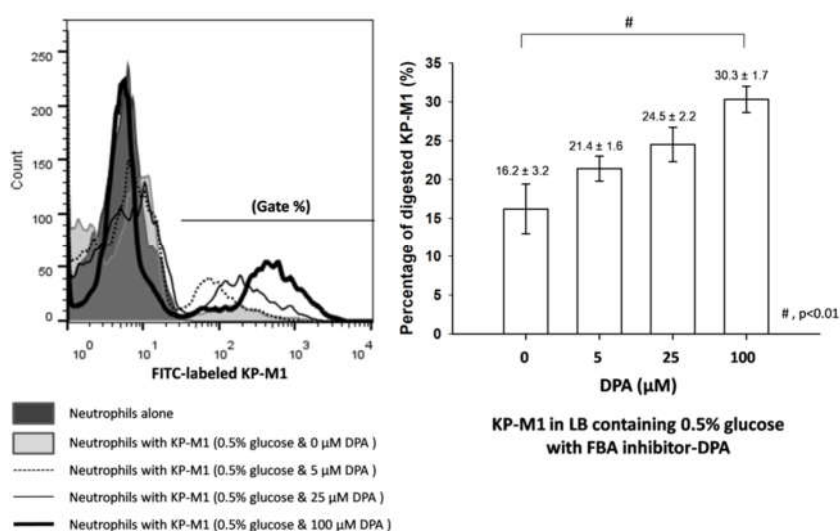 250
200
150
100
50
0
Count
(Gate %)
10^0
10^1
10^2
10^3
10^4
FITC-labeled KP-M1
Neutrophils alone
Neutrophils with KP-M1 (0.5% glucose & 0 µM DPA )
Neutrophils with KP-M1 (0.5% glucose & 5 µM DPA )
Neutrophils with KP-M1 (0.5% glucose & 25 µM DPA )
Neutrophils with KP-M1 (0.5% glucose & 100 µM DPA )
#
Percentage of digested KP-M1 (%)
35
30
25
20
15
10
5
0
16.2 ± 3.2
21.4 ± 1.6
24.5 ± 2.2
30.3 ± 1.7
# , p<0.01
0
5
25
100
DPA (µM)
KP-M1 in LB containing 0.5% glucose
with FBA inhibitor-DPA